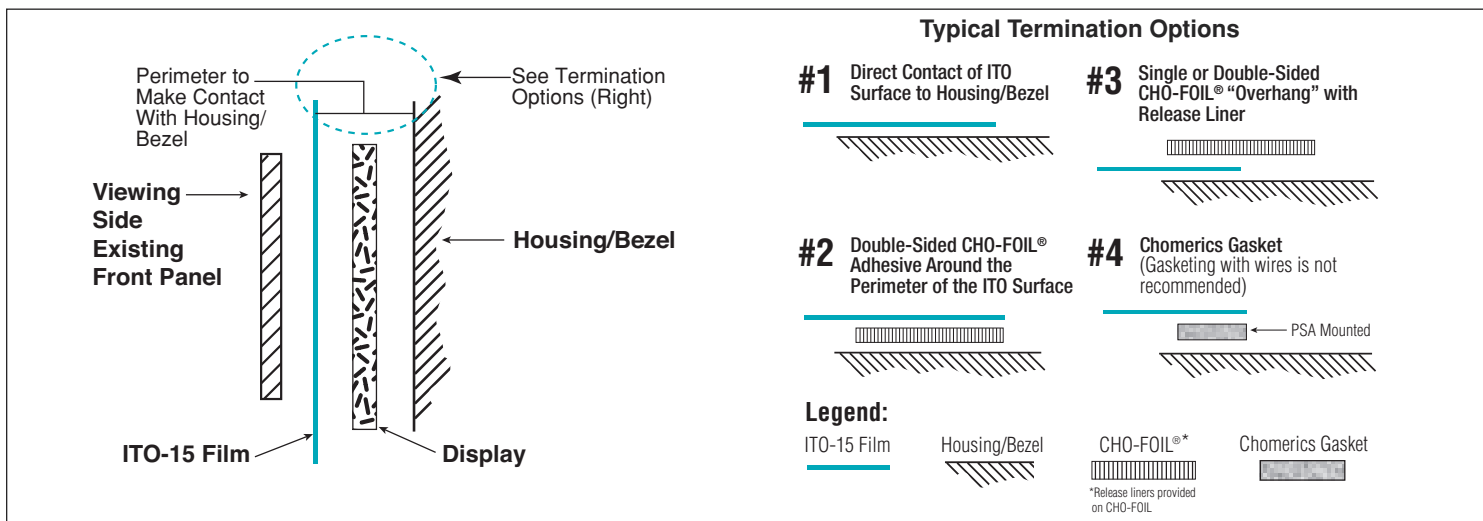 Perimeter to
Make Contact
With Housing/
Bezel
See Termination
Options (Right)
Viewing
Side
Existing
Front Panel
Housing/Bezel
ITO-15 Film
Display
Typical Termination Options
#1 Direct Contact of ITO
Surface to Housing/Bezel
#3 Single or Double-Sided
CHO-FOIL® “Overhang” with
Release Liner
#2 Double-Sided CHO-FOIL®
Adhesive Around the
Perimeter of the ITO Surface
#4 Chomerics Gasket
(Gasketing with wires is not
recommended)
PSA Mounted
Legend:
ITO-15 Film
Housing/Bezel
CHO-FOIL®*
*Release liners provided
on CHO-FOIL
Chomerics Gasket